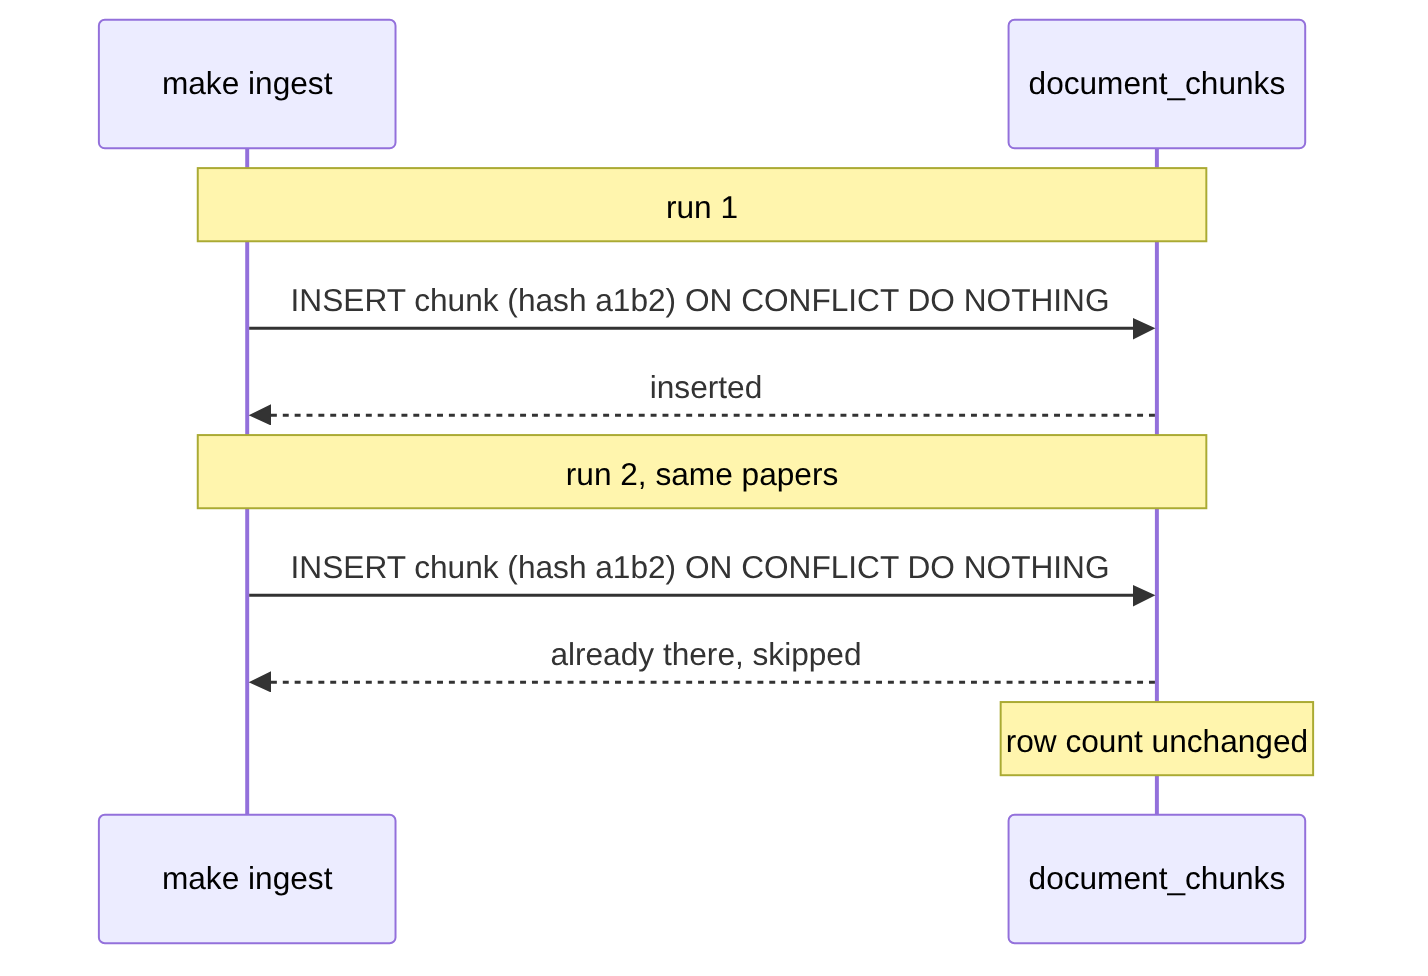 make ingest
document_chunks
run 1
INSERT chunk (hash a1b2) ON CONFLICT DO NOTHING
inserted
run 2, same papers
INSERT chunk (hash a1b2) ON CONFLICT DO NOTHING
already there, skipped
row count unchanged
make ingest
document_chunks